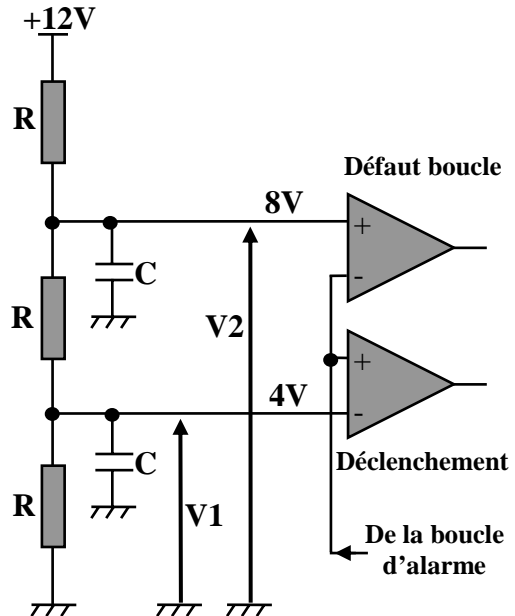 +12V
R
Défaut boucle
8V
+
-
C
R
V2
+
4V
-
C
Déclenchement
R
V1
De la boucle
d'alarme